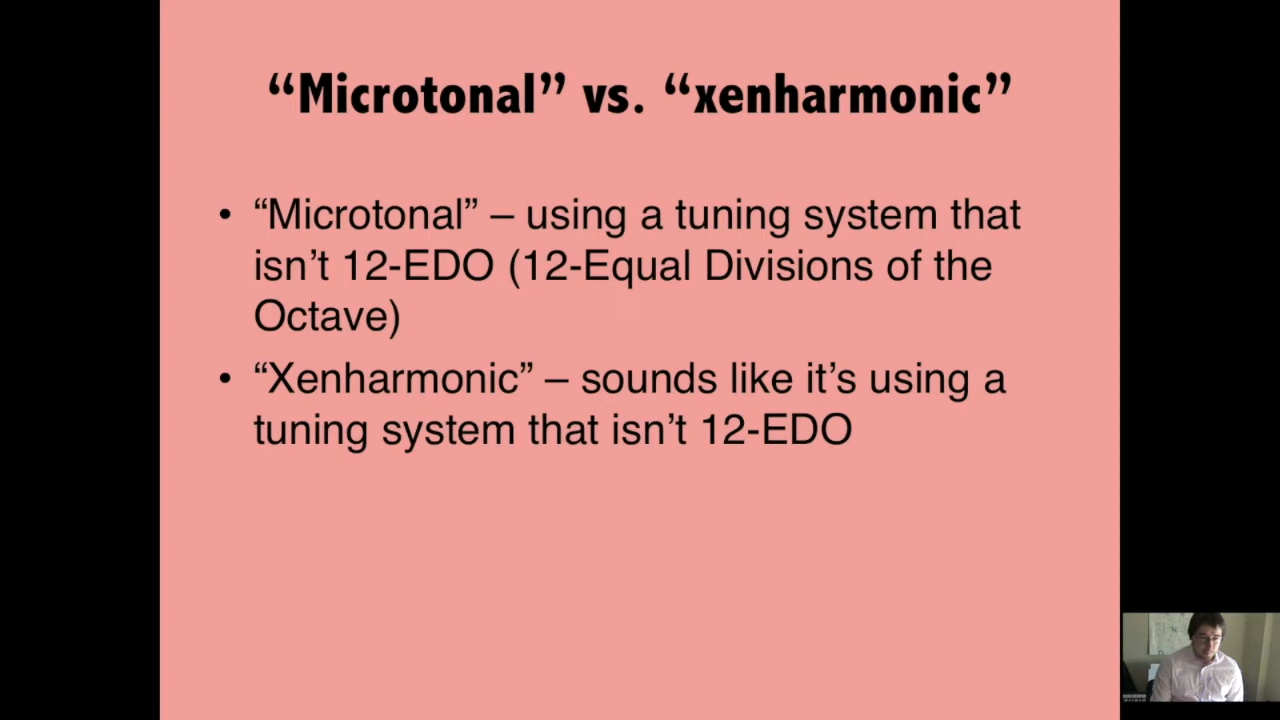 “Microtonal” vs. “xenharmonic”
• “Microtonal” – using a tuning system that
isn’t 12-EDO (12-Equal Divisions of the
Octave)
• “Xenharmonic” – sounds like it’s using a
tuning system that isn’t 12-EDO